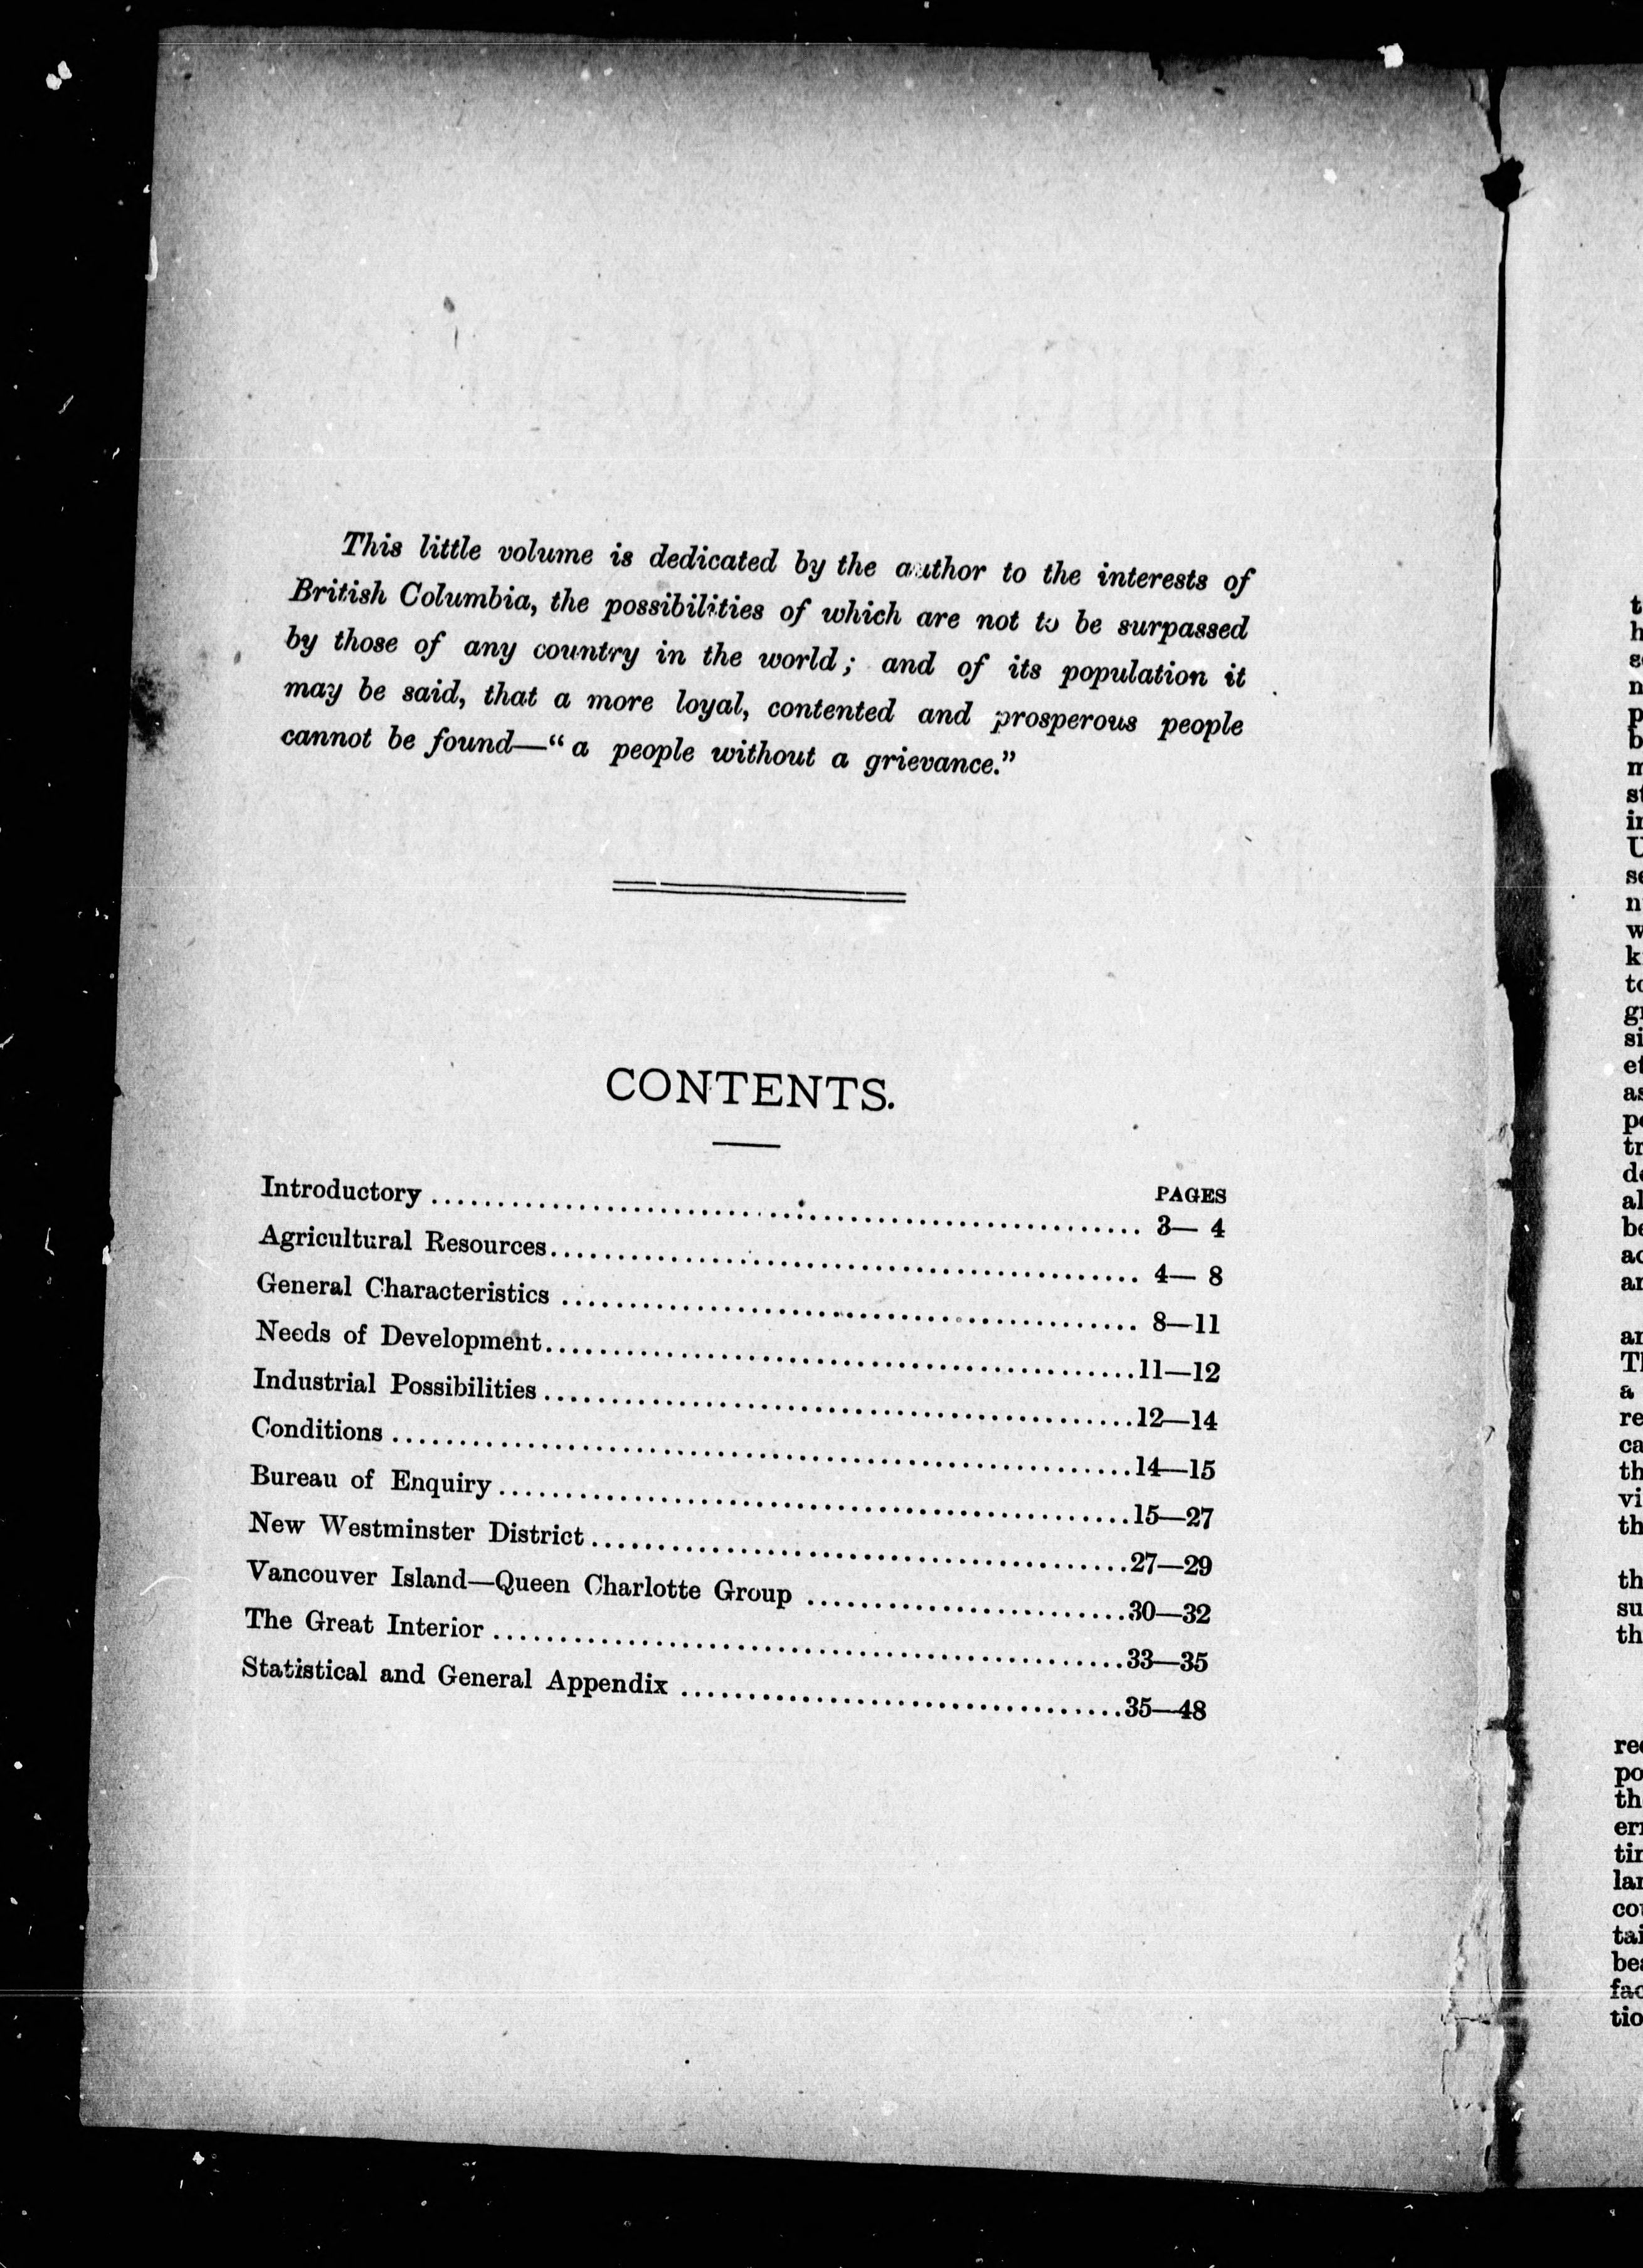 This little volume is dedicated by the author to the interests of
British Columbia, the possibilities of which are not to be surpassed
by those of any country in the world; and of its population it
may be said, that a more loyal, contented and prosperous people
cannot be found—"a people without a grievance."
CONTENTS.
PAGES
Introductory ........ 3— 4
Agricultural Resources ........ 4— 8
General Characteristics ........ 8—11
Needs of Development ........ 11—12
Industrial Possibilities ........ 12—14
Conditions ........ 14—15
Bureau of Enquiry ........ 15—27
New Westminster District ........ 27—29
Vancouver Island—Queen Charlotte Group ........ 30—32
The Great Interior ........ 33—35
Statistical and General Appendix ........ 35—48